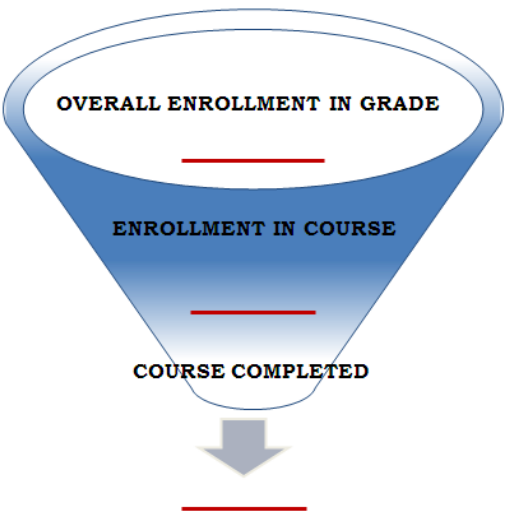 OVERALL ENROLLMENT IN GRADE
ENROLLMENT IN COURSE
COURSE COMPLETED